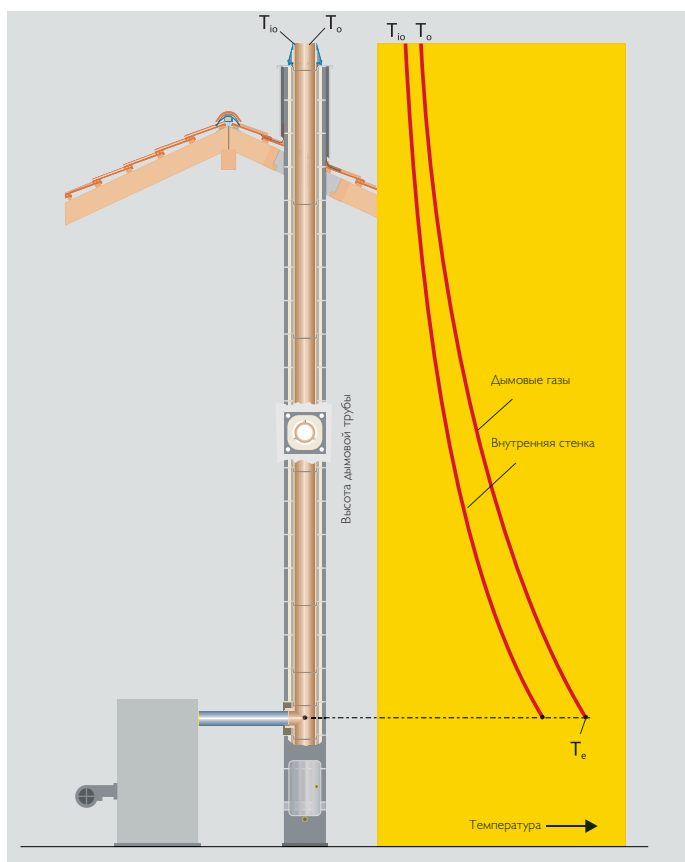 Tio To
Tio To
Дымовые газы
Высота дымовой трубы
Внутренняя стенка
Te
Температура